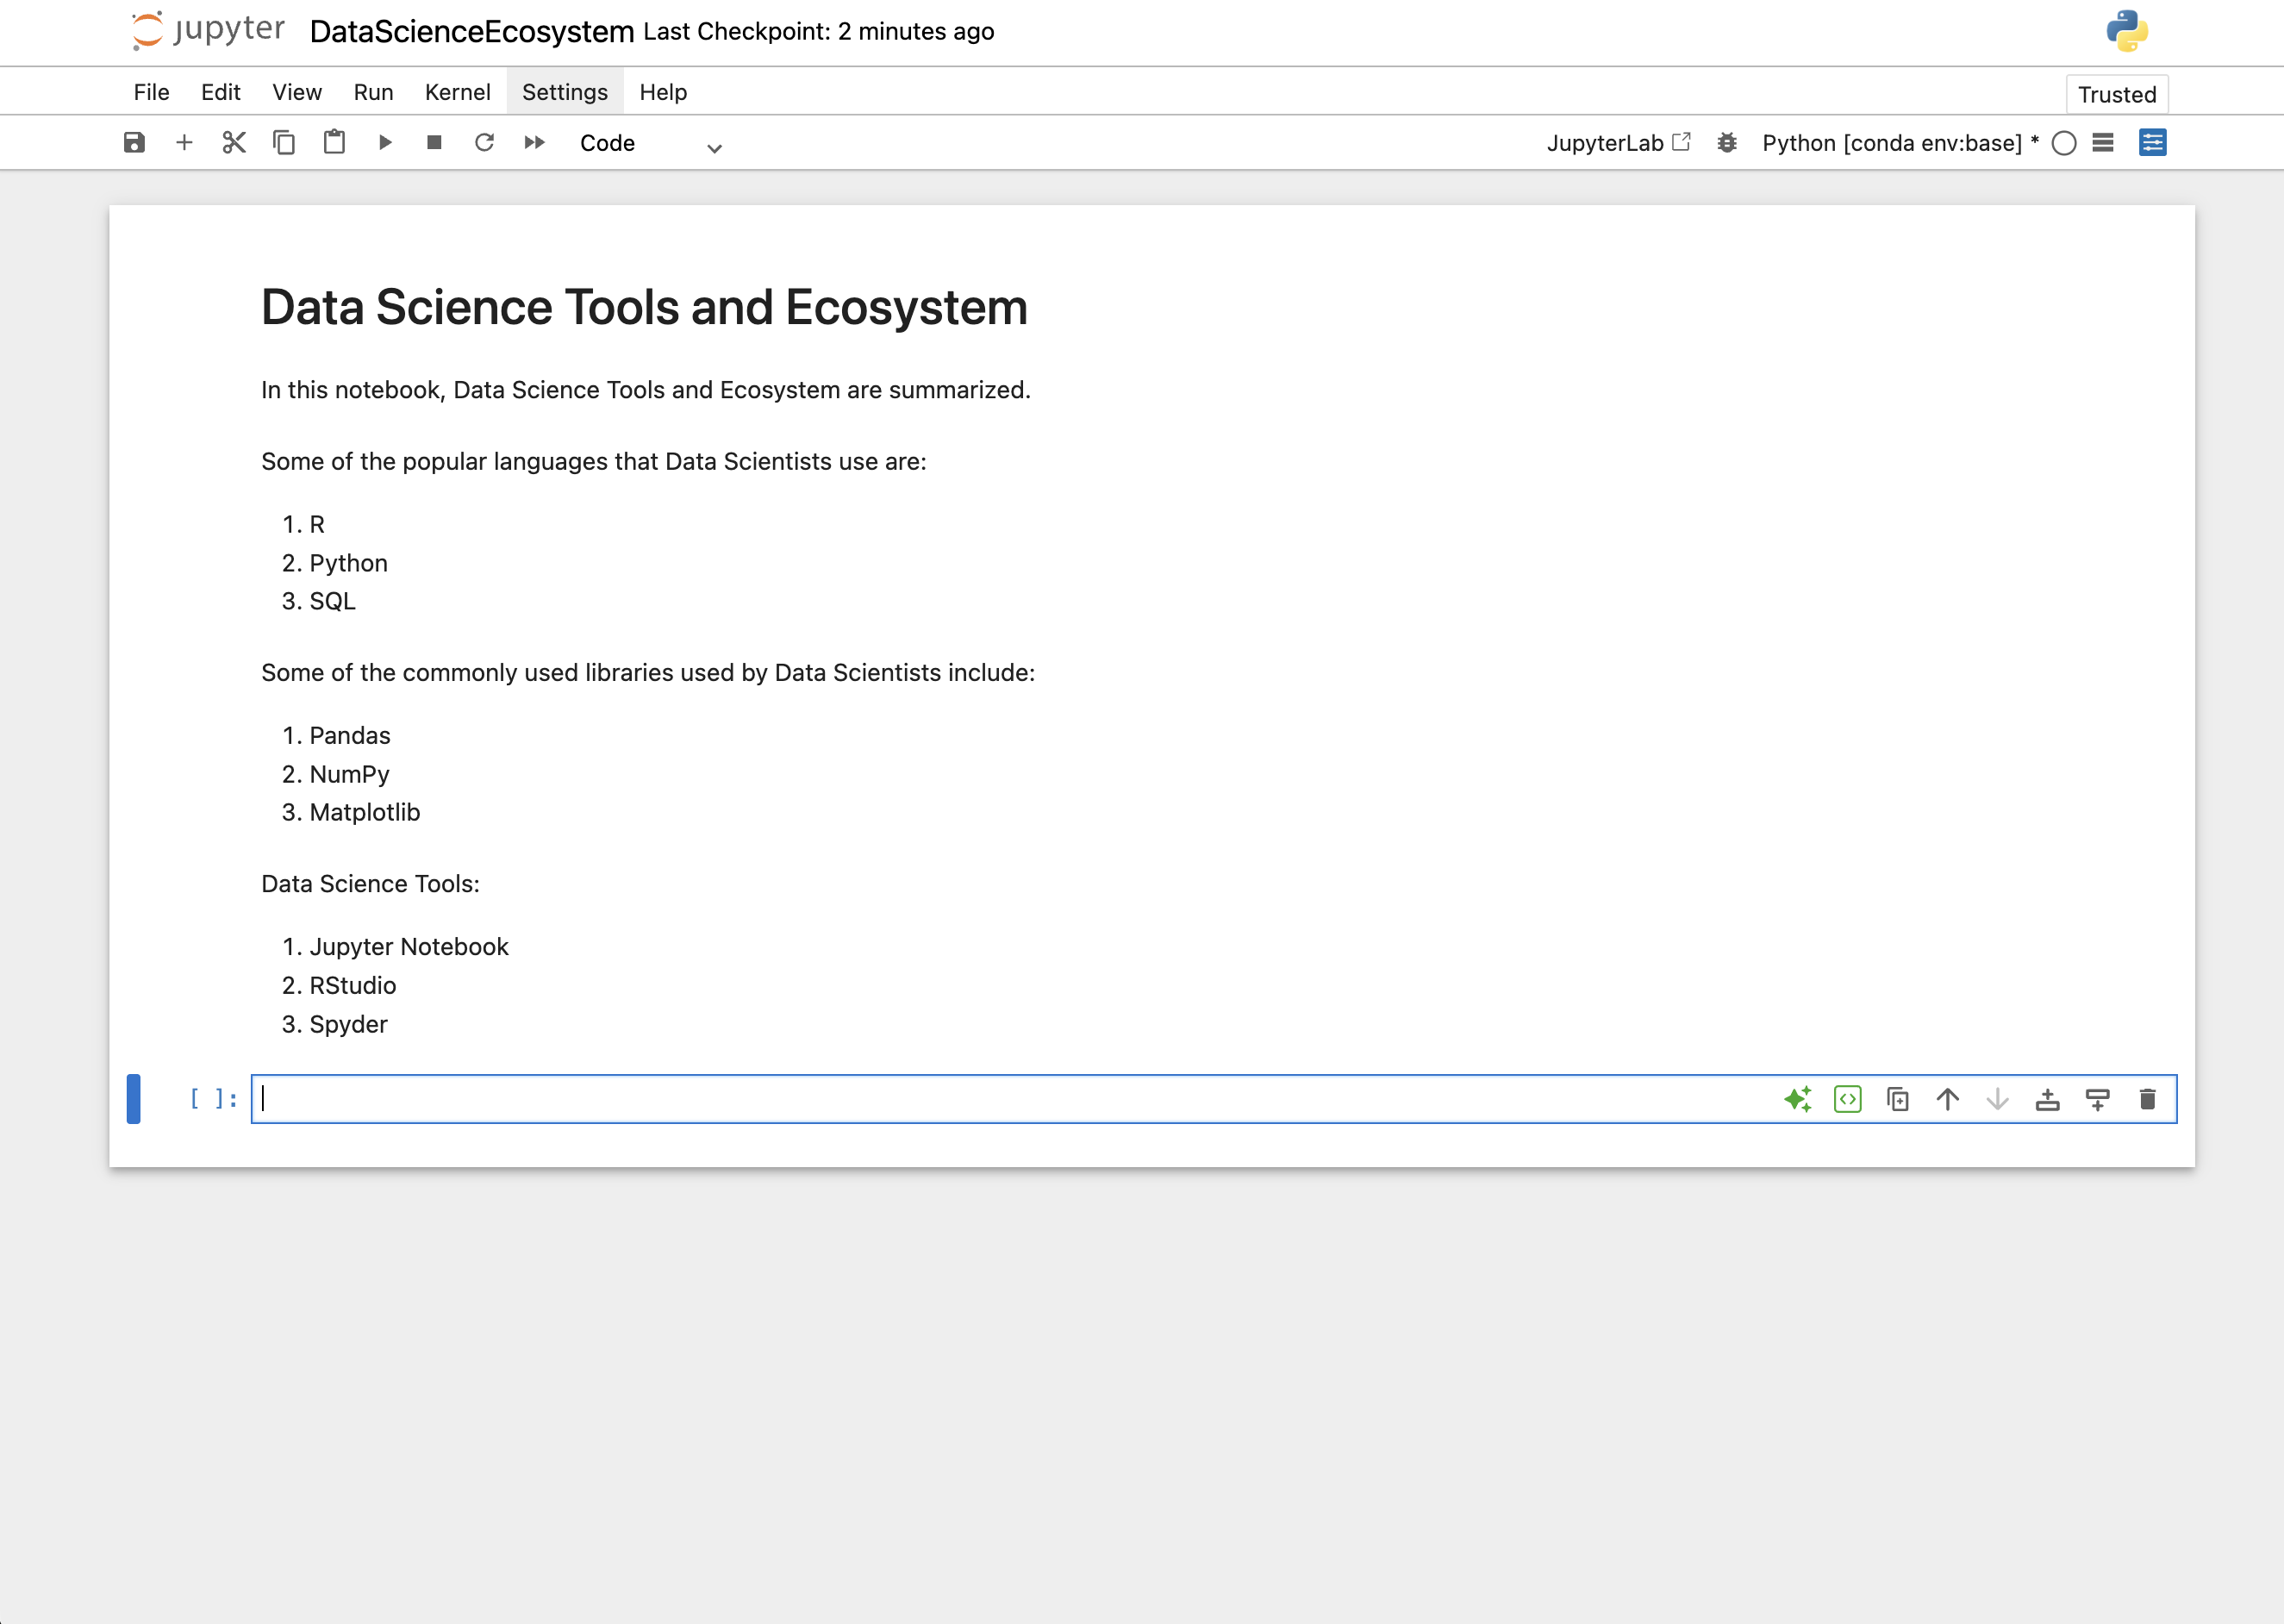 jupyter DataScienceEcosystem Last Checkpoint: 2 minutes ago
File Edit View Run Kernel Settings Help Trusted
Code JupyterLab Python [conda env:base] *
Data Science Tools and Ecosystem
In this notebook, Data Science Tools and Ecosystem are summarized.
Some of the popular languages that Data Scientists use are:
1. R
2. Python
3. SQL
Some of the commonly used libraries used by Data Scientists include:
1. Pandas
2. NumPy
3. Matplotlib
Data Science Tools:
1. Jupyter Notebook
2. RStudio
3. Spyder
[ ]: